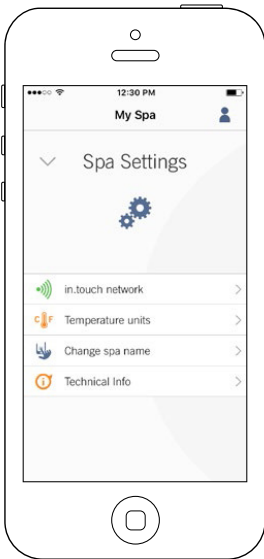 12:30 PM
My Spa
Spa Settings
in.touch network
C F Temperature units
Change spa name
Technical Info